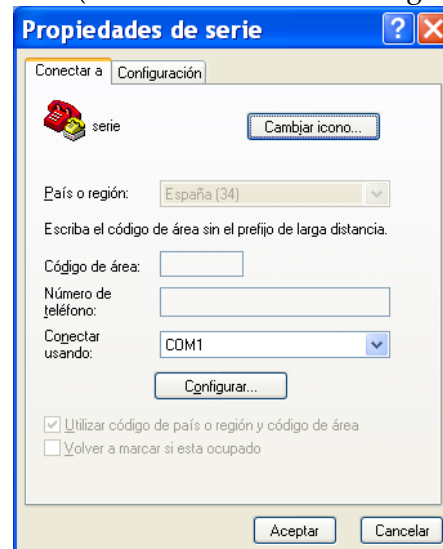 Propiedades de serie
Conectar a Configuración
serie Cambiar icono...
País o región: España (34)
Escriba el código de área sin el prefijo de larga distancia.
Código de área:
Número de
teléfono:
Conectar
usando: COM1
Configurar...
Utilizar código de país o región y código de área
Volver a marcar si esta ocupado
Aceptar Cancelar